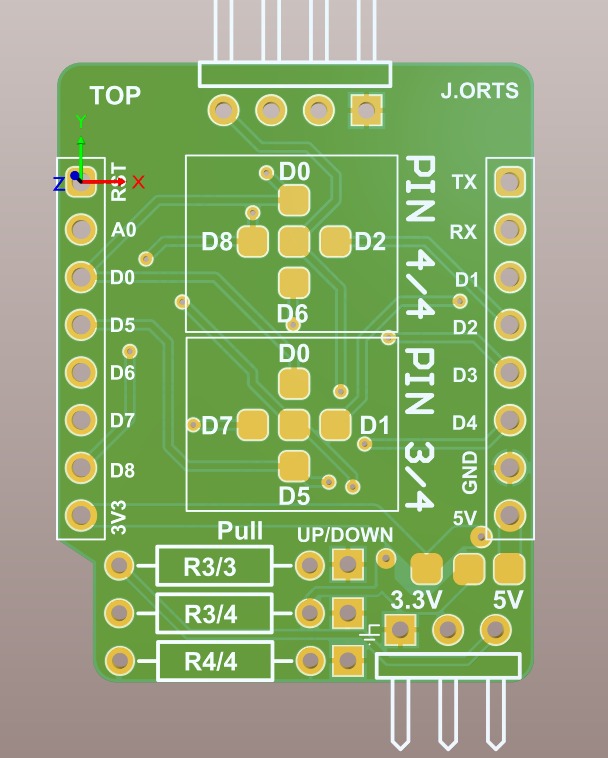 TOP
J.ORTS
Y
Z
X
RST
A0
D0
D5
D6
D7
D8
3V3
D0
D8
D2
D6
PIN 4/4
D0
D7
D1
D5
PIN 3/4
TX
RX
D1
D2
D3
D4
GND
5V
Pull
UP/DOWN
R3/3
R3/4
R4/4
3.3V
5V